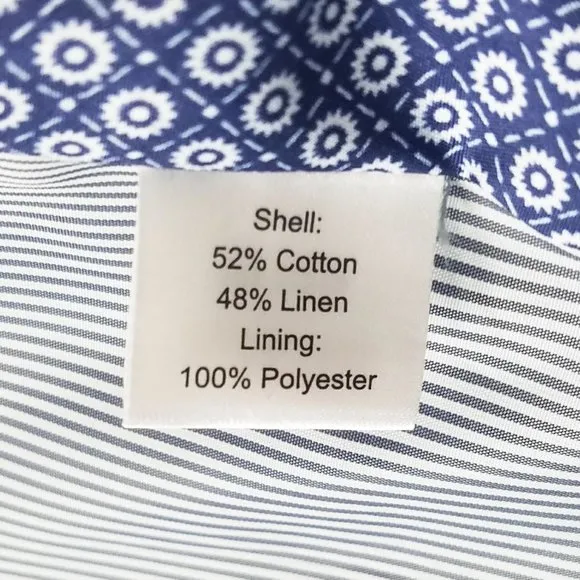 Shell:
52% Cotton
48% Linen
Lining:
100% Polyester